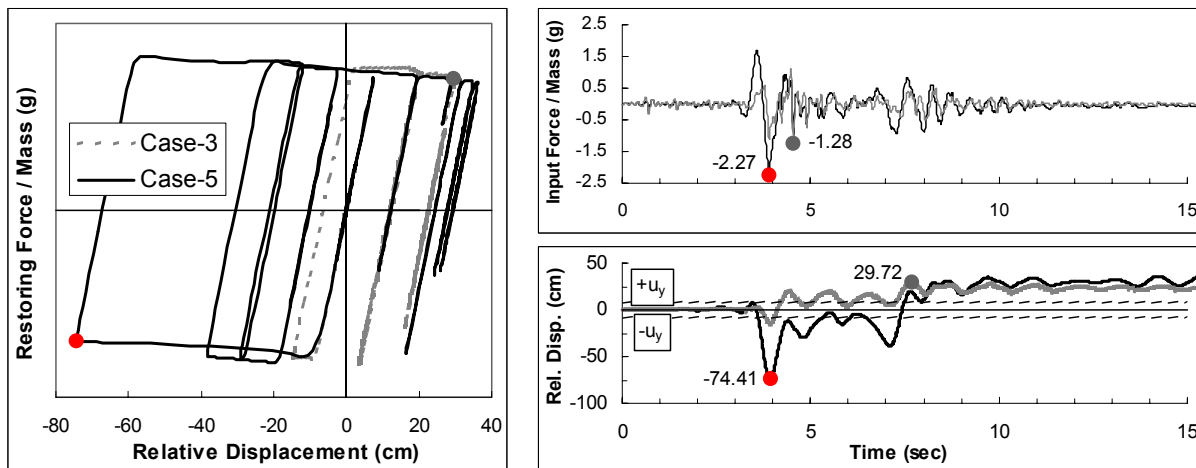 Restoring Force / Mass (g)
Case-3
Case-5
-80 -60 -40 -20 0 20 40
Relative Displacement (cm)
Input Force / Mass (g)
2.5
1.5
0.5
-0.5
-1.5
-2.5
-2.27
-1.28
0 5 10 15
Rel. Disp. (cm)
50
0
-50
-100
+uy
-uy
29.72
-74.41
0 5 10 15
Time (sec)